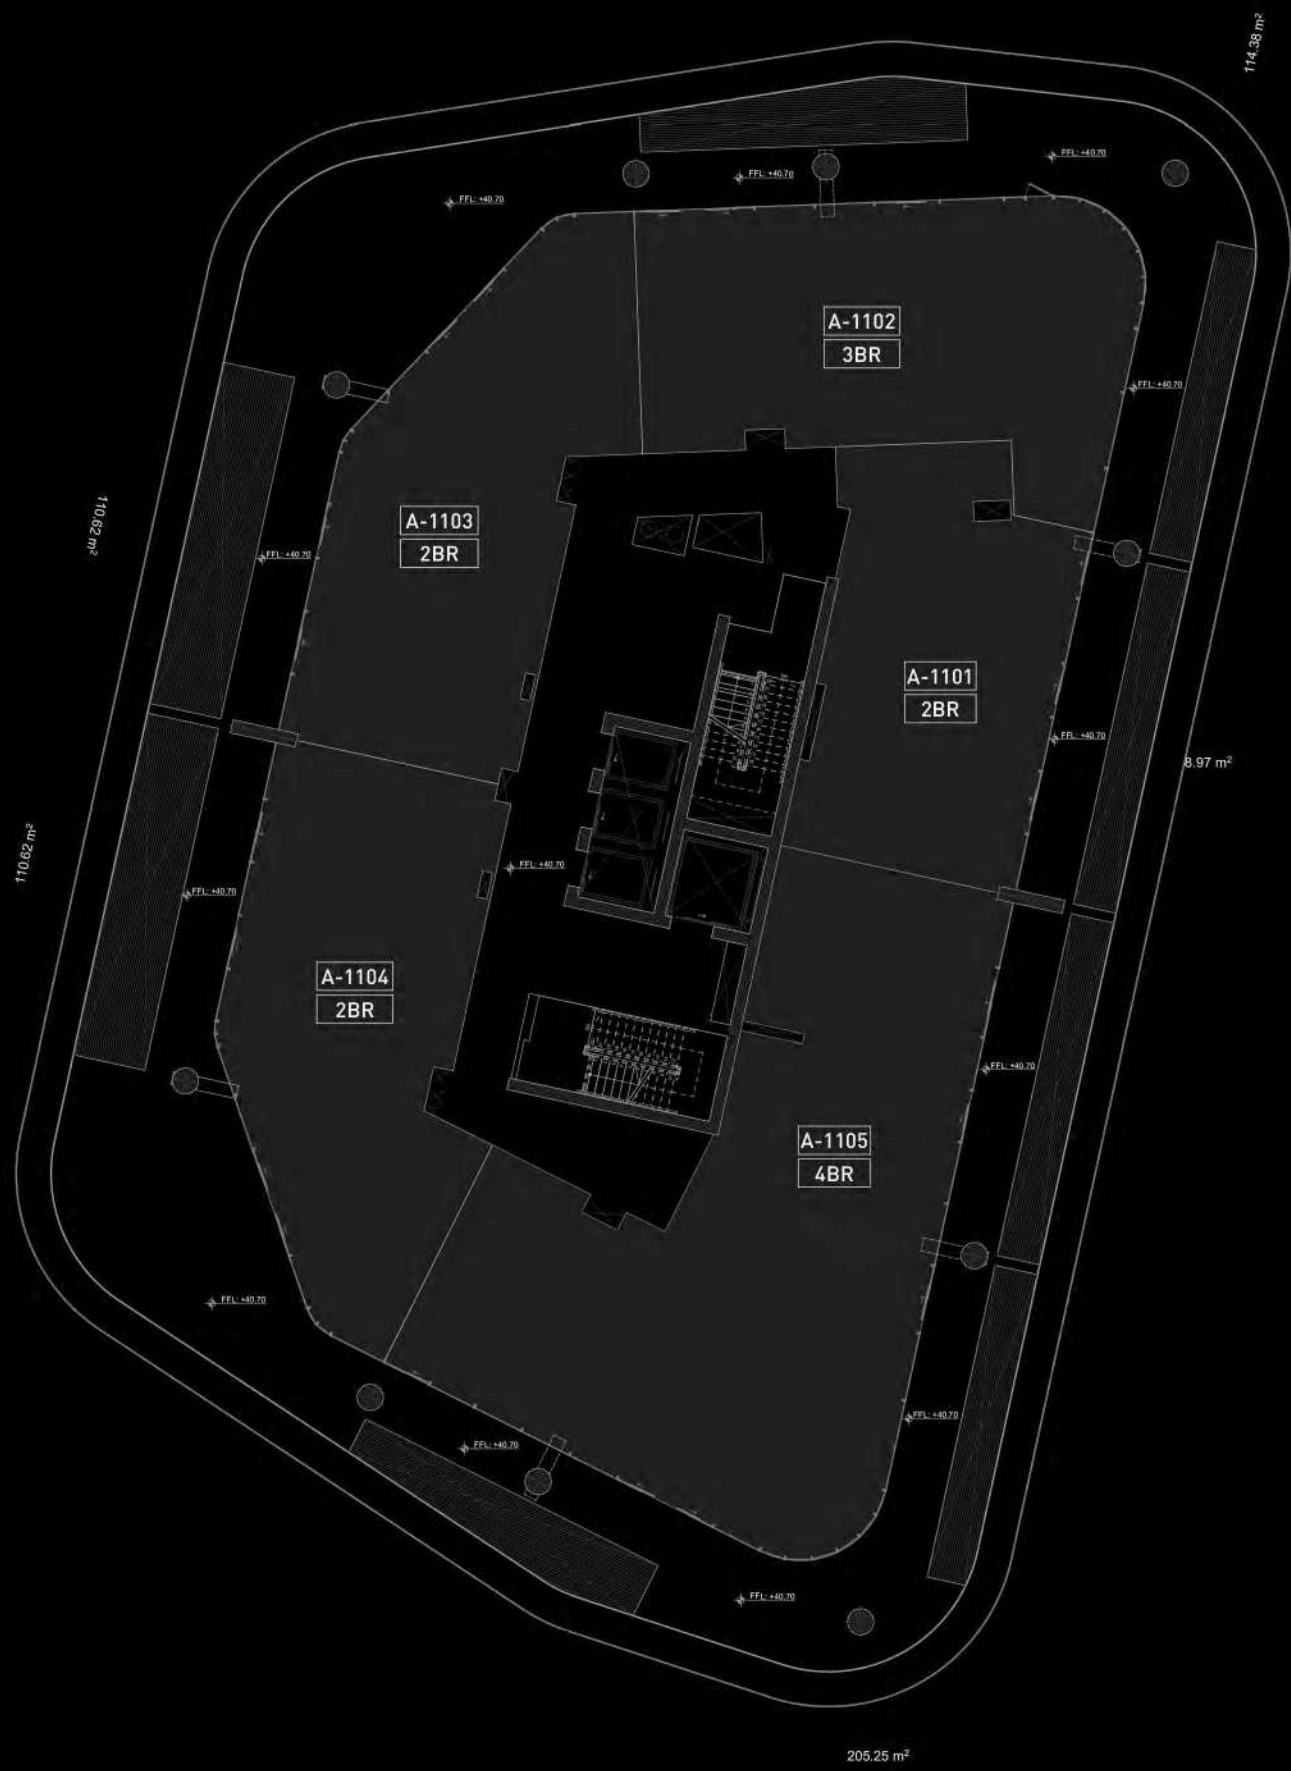 114.38 m²
FFL: +40.70
FFL: +40.70
FFL: +40.70
A-1102
3BR
FFL: +40.70
110.62 m²
A-1103
2BR
FFL: +40.70
A-1101
2BR
FFL: +40.70
8.97 m²
110.62 m²
FFL: +40.70
FFL: +40.70
A-1104
2BR
FFL: +40.70
A-1105
4BR
FFL: +40.70
FFL: +40.70
FFL: +40.70
FFL: +40.70
205.25 m²